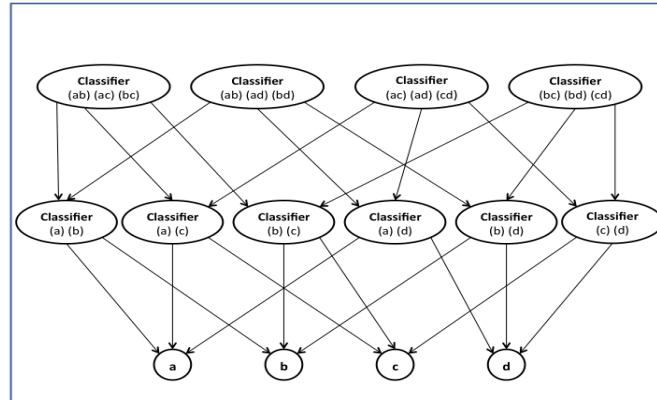 Classifier
(ab) (ac) (bc)
Classifier
(ab) (ad) (bd)
Classifier
(ac) (ad) (cd)
Classifier
(bc) (bd) (cd)
Classifier
(a) (b)
Classifier
(a) (c)
Classifier
(b) (c)
Classifier
(a) (d)
Classifier
(b) (d)
Classifier
(c) (d)
a
b
c
d